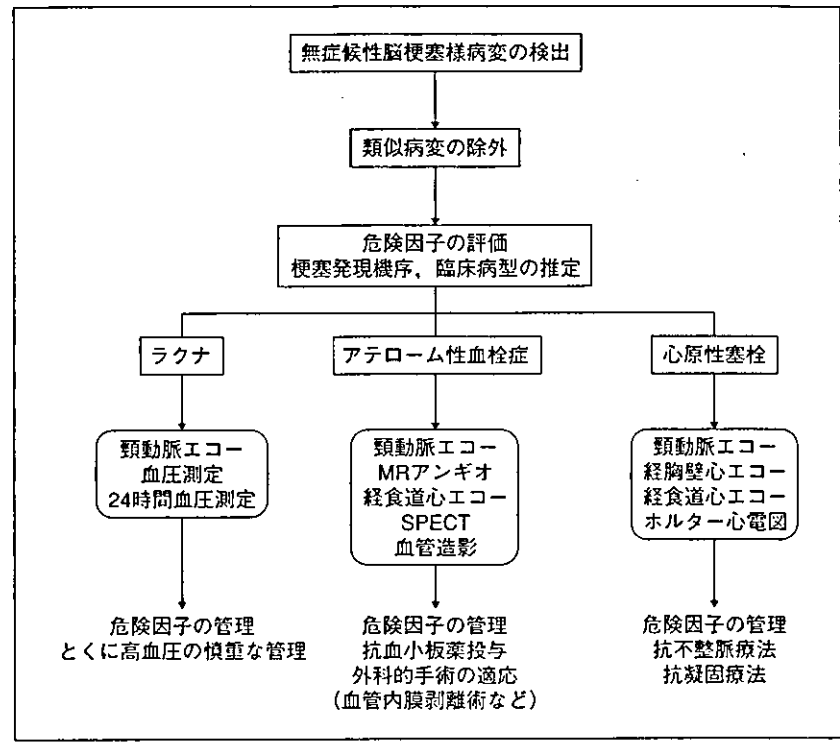 無症候性脳梗塞様病変の検出
類似病変の除外
危険因子の評価
梗塞発現機序，臨床病型の推定
ラクナ
頸動脈エコー
血圧測定
24時間血圧測定
危険因子の管理
とくに高血圧の慎重な管理
アテローム性血栓症
頸動脈エコー
MRアンギオ
経食道心エコー
SPECT
血管造影
危険因子の管理
抗血小板薬投与
外科的手術の適応
（血管内膜剥離術など）
心原性塞栓
頸動脈エコー
経胸壁心エコー
経食道心エコー
ホルター心電図
危険因子の管理
抗不整脈療法
抗凝固療法